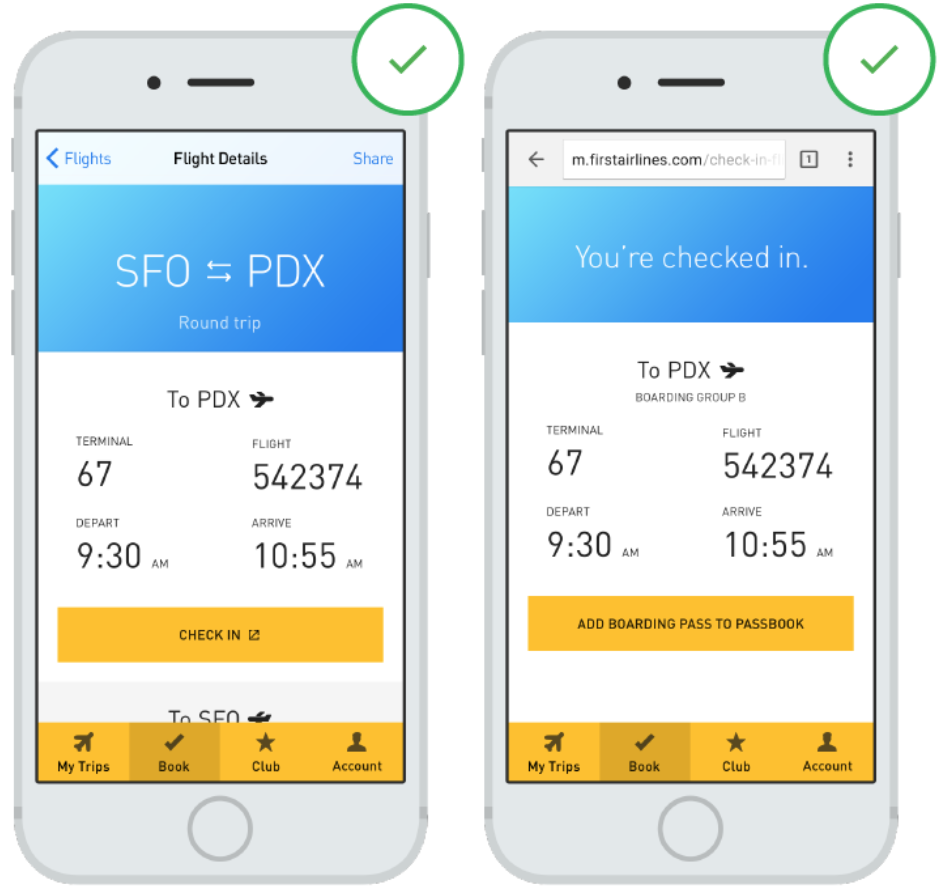 Flights Flight Details Share
SFO ⇆ PDX
Round trip
To PDX
TERMINAL FLIGHT
67 542374
DEPART ARRIVE
9:30 AM 10:55 AM
CHECK IN
To SFO
My Trips Book Club Account
m.firstairlines.com/check-in-fl 1
You're checked in.
To PDX
BOARDING GROUP B
TERMINAL FLIGHT
67 542374
DEPART ARRIVE
9:30 AM 10:55 AM
ADD BOARDING PASS TO PASSBOOK
My Trips Book Club Account